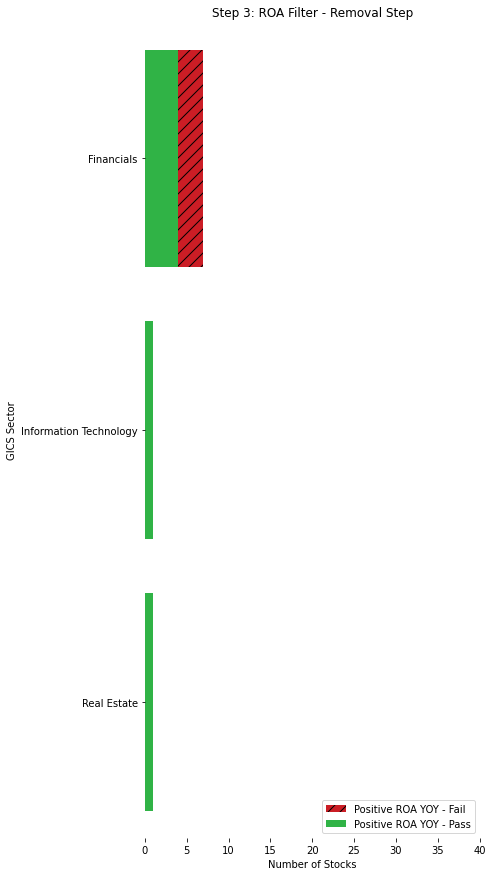 Step 3: ROA Filter - Removal Step
Financials
Information Technology
GICS Sector
Real Estate
Positive ROA YOY - Fail
Positive ROA YOY - Pass
0 5 10 15 20 25 30 35 40
Number of Stocks